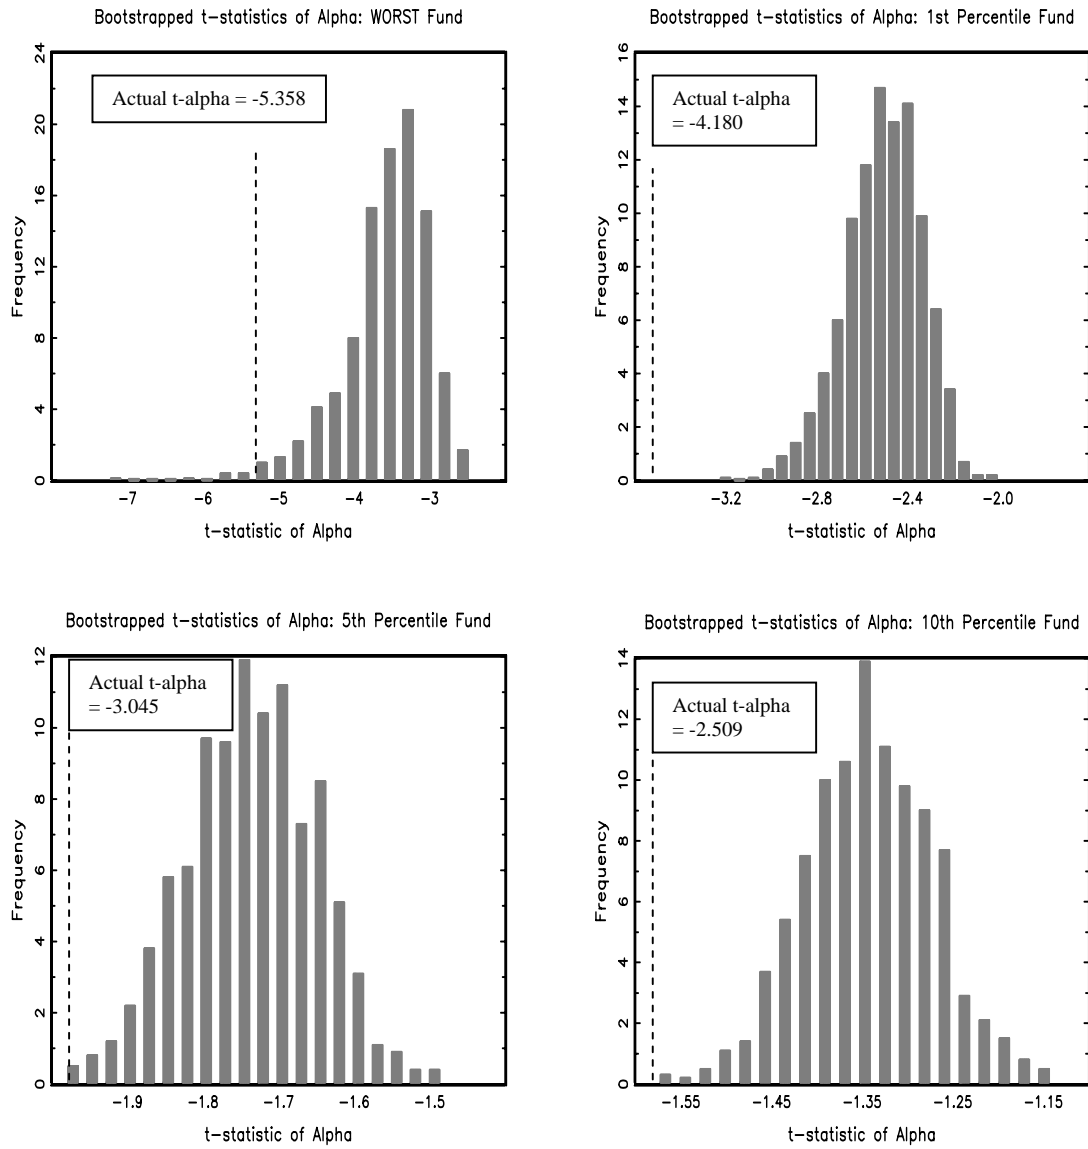 Bootstrapped t-statistics of Alpha: WORST Fund
24
20
16
12
8
4
0
Frequency
Actual t-alpha = -5.358
-7 -6 -5 -4 -3
t-statistic of Alpha
Bootstrapped t-statistics of Alpha: 1st Percentile Fund
16
14
12
10
8
6
4
2
0
Frequency
Actual t-alpha
= -4.180
-3.2 -2.8 -2.4 -2.0
t-statistic of Alpha
Bootstrapped t-statistics of Alpha: 5th Percentile Fund
12
10
8
6
4
2
0
Frequency
Actual t-alpha
= -3.045
-1.9 -1.8 -1.7 -1.6 -1.5
t-statistic of Alpha
Bootstrapped t-statistics of Alpha: 10th Percentile Fund
14
12
10
8
6
4
2
0
Frequency
Actual t-alpha
= -2.509
-1.55 -1.45 -1.35 -1.25 -1.15
t-statistic of Alpha